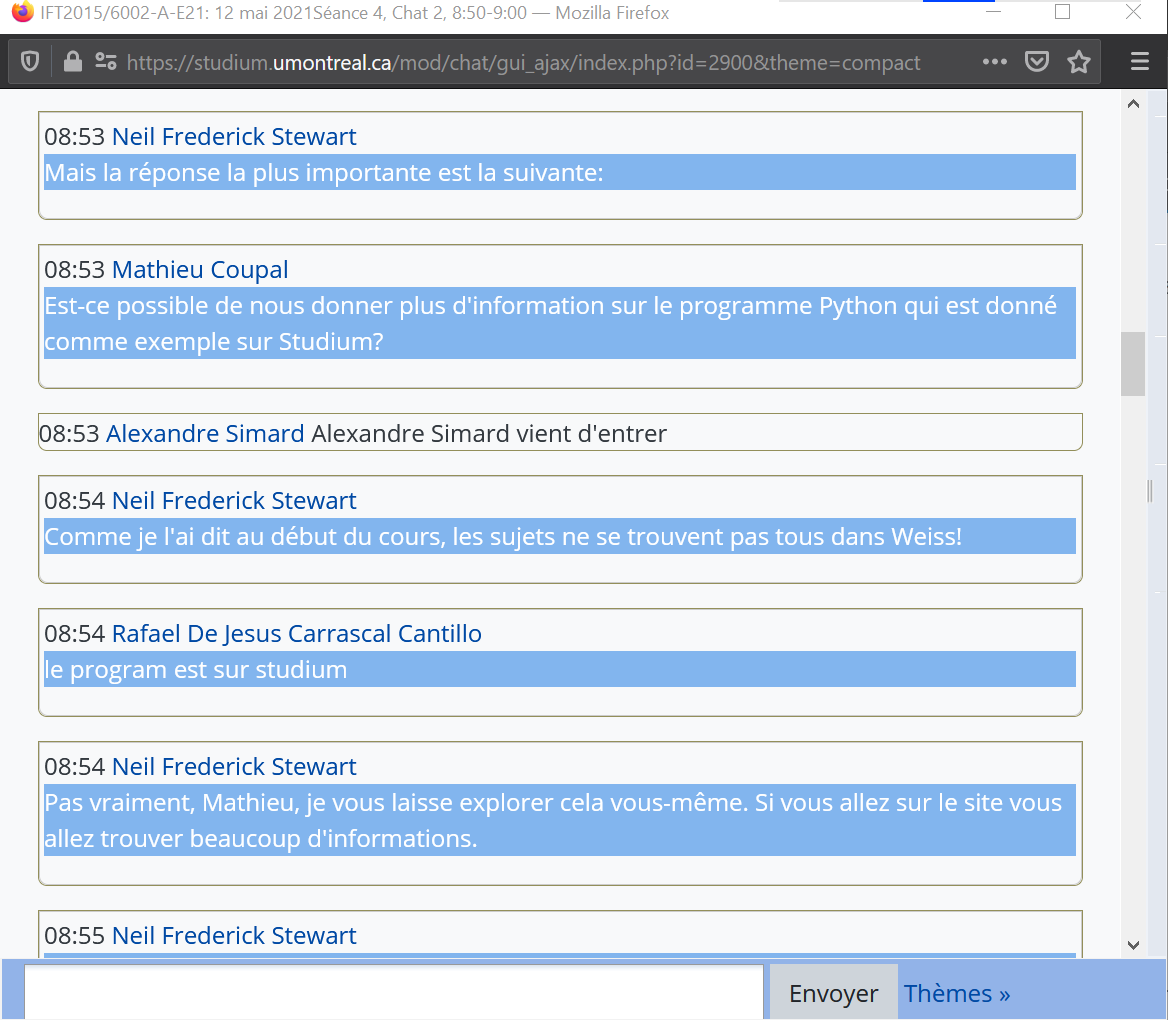 IFT2015/6002-A-E21: 12 mai 2021Séance 4, Chat 2, 8:50-9:00 — Mozilla Firefox
https://studium.umontreal.ca/mod/chat/gui_ajax/index.php?id=2900&theme=compact
08:53 Neil Frederick Stewart
Mais la réponse la plus importante est la suivante:
08:53 Mathieu Coupal
Est-ce possible de nous donner plus d'information sur le programme Python qui est donné
comme exemple sur Studium?
08:53 Alexandre Simard Alexandre Simard vient d'entrer
08:54 Neil Frederick Stewart
Comme je l'ai dit au début du cours, les sujets ne se trouvent pas tous dans Weiss!
08:54 Rafael De Jesus Carrascal Cantillo
le program est sur studium
08:54 Neil Frederick Stewart
Pas vraiment, Mathieu, je vous laisse explorer cela vous-même. Si vous allez sur le site vous
allez trouver beaucoup d'informations.
08:55 Neil Frederick Stewart
Envoyer Thèmes »